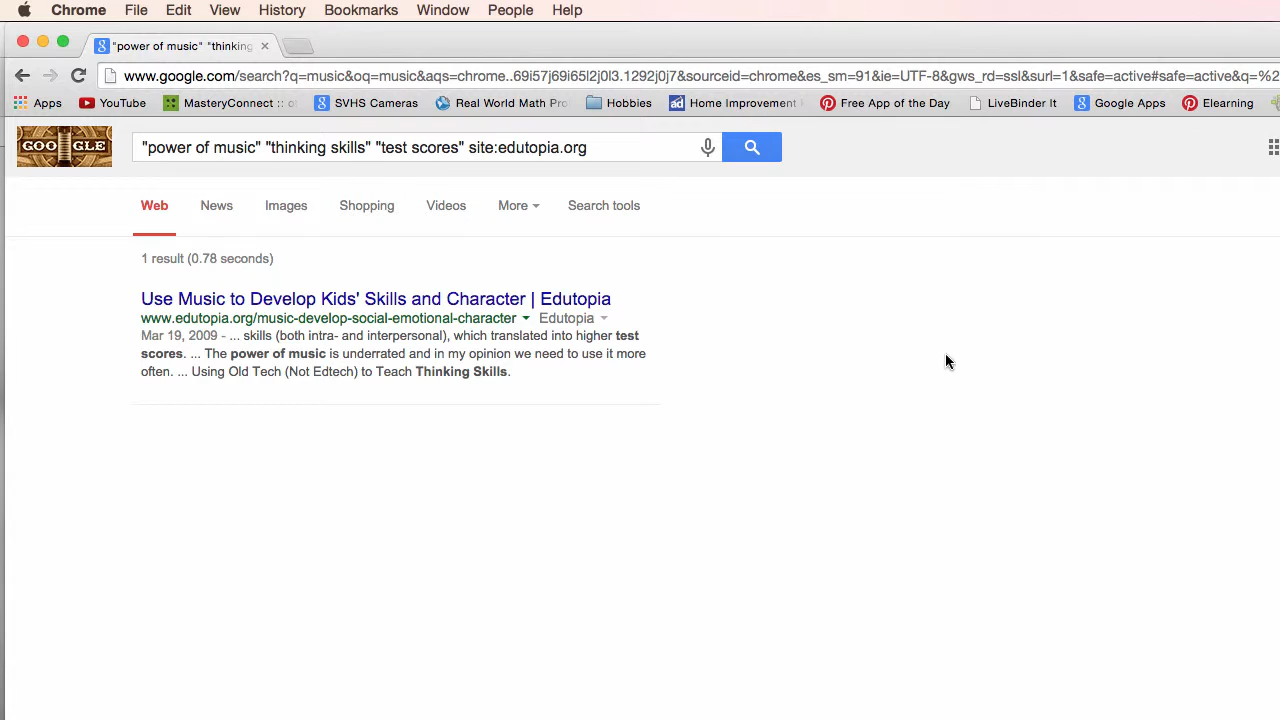 Chrome File Edit View History Bookmarks Window People Help
"power of music" "thinking
www.google.com/search?q=music&oq=music&aqs=chrome..69i57j69i65l2j0l3.1292j0j7&sourceid=chrome&es_sm=91&ie=UTF-8&gws_rd=ssl&surl=1&safe=active#safe=active&q=%2
Apps YouTube MasteryConnect :: o SVHS Cameras Real World Math Pro Hobbies Home Improvement Free App of the Day LiveBinder It Google Apps Elearning
GOOGLE "power of music" "thinking skills" "test scores" site:edutopia.org
Web News Images Shopping Videos More Search tools
1 result (0.78 seconds)
Use Music to Develop Kids' Skills and Character | Edutopia
www.edutopia.org/music-develop-social-emotional-character Edutopia
Mar 19, 2009 - ... skills (both intra- and interpersonal), which translated into higher test
scores. ... The power of music is underrated and in my opinion we need to use it more
often. ... Using Old Tech (Not Edtech) to Teach Thinking Skills.